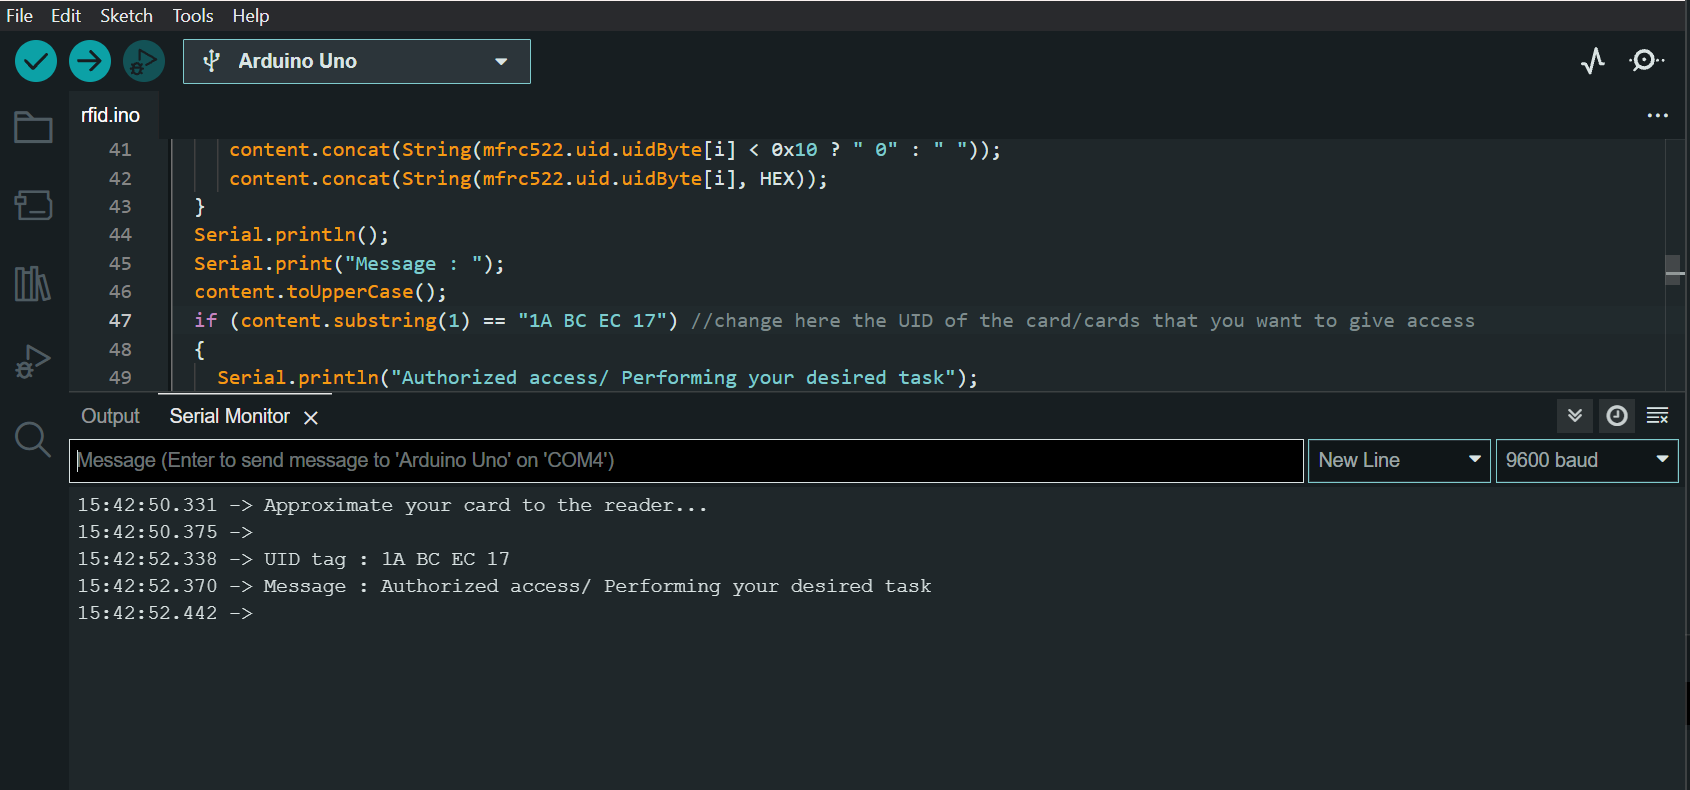 File Edit Sketch Tools Help
Arduino Uno
rfid.ino
41 content.concat(String(mfrc522.uid.uidByte[i] < 0x10 ? " 0" : " "));
42 content.concat(String(mfrc522.uid.uidByte[i], HEX));
43 }
44 Serial.println();
45 Serial.print("Message : ");
46 content.toUpperCase();
47 if (content.substring(1) == "1A BC EC 17") //change here the UID of the card/cards that you want to give access
48 {
49 Serial.println("Authorized access/ Performing your desired task");
Output Serial Monitor
Message (Enter to send message to 'Arduino Uno' on 'COM4') New Line 9600 baud
15:42:50.331 -> Approximate your card to the reader...
15:42:50.375 ->
15:42:52.338 -> UID tag : 1A BC EC 17
15:42:52.370 -> Message : Authorized access/ Performing your desired task
15:42:52.442 ->